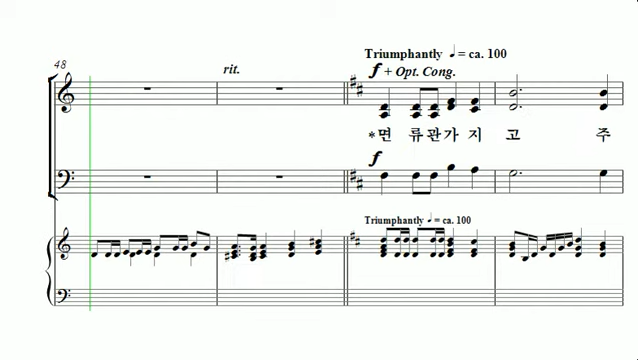 48
rit.
Triumphantly ♩ = ca. 100
f + Opt. Cong.
*면 류관가 지 고 주
f
Triumphantly ♩ = ca. 100